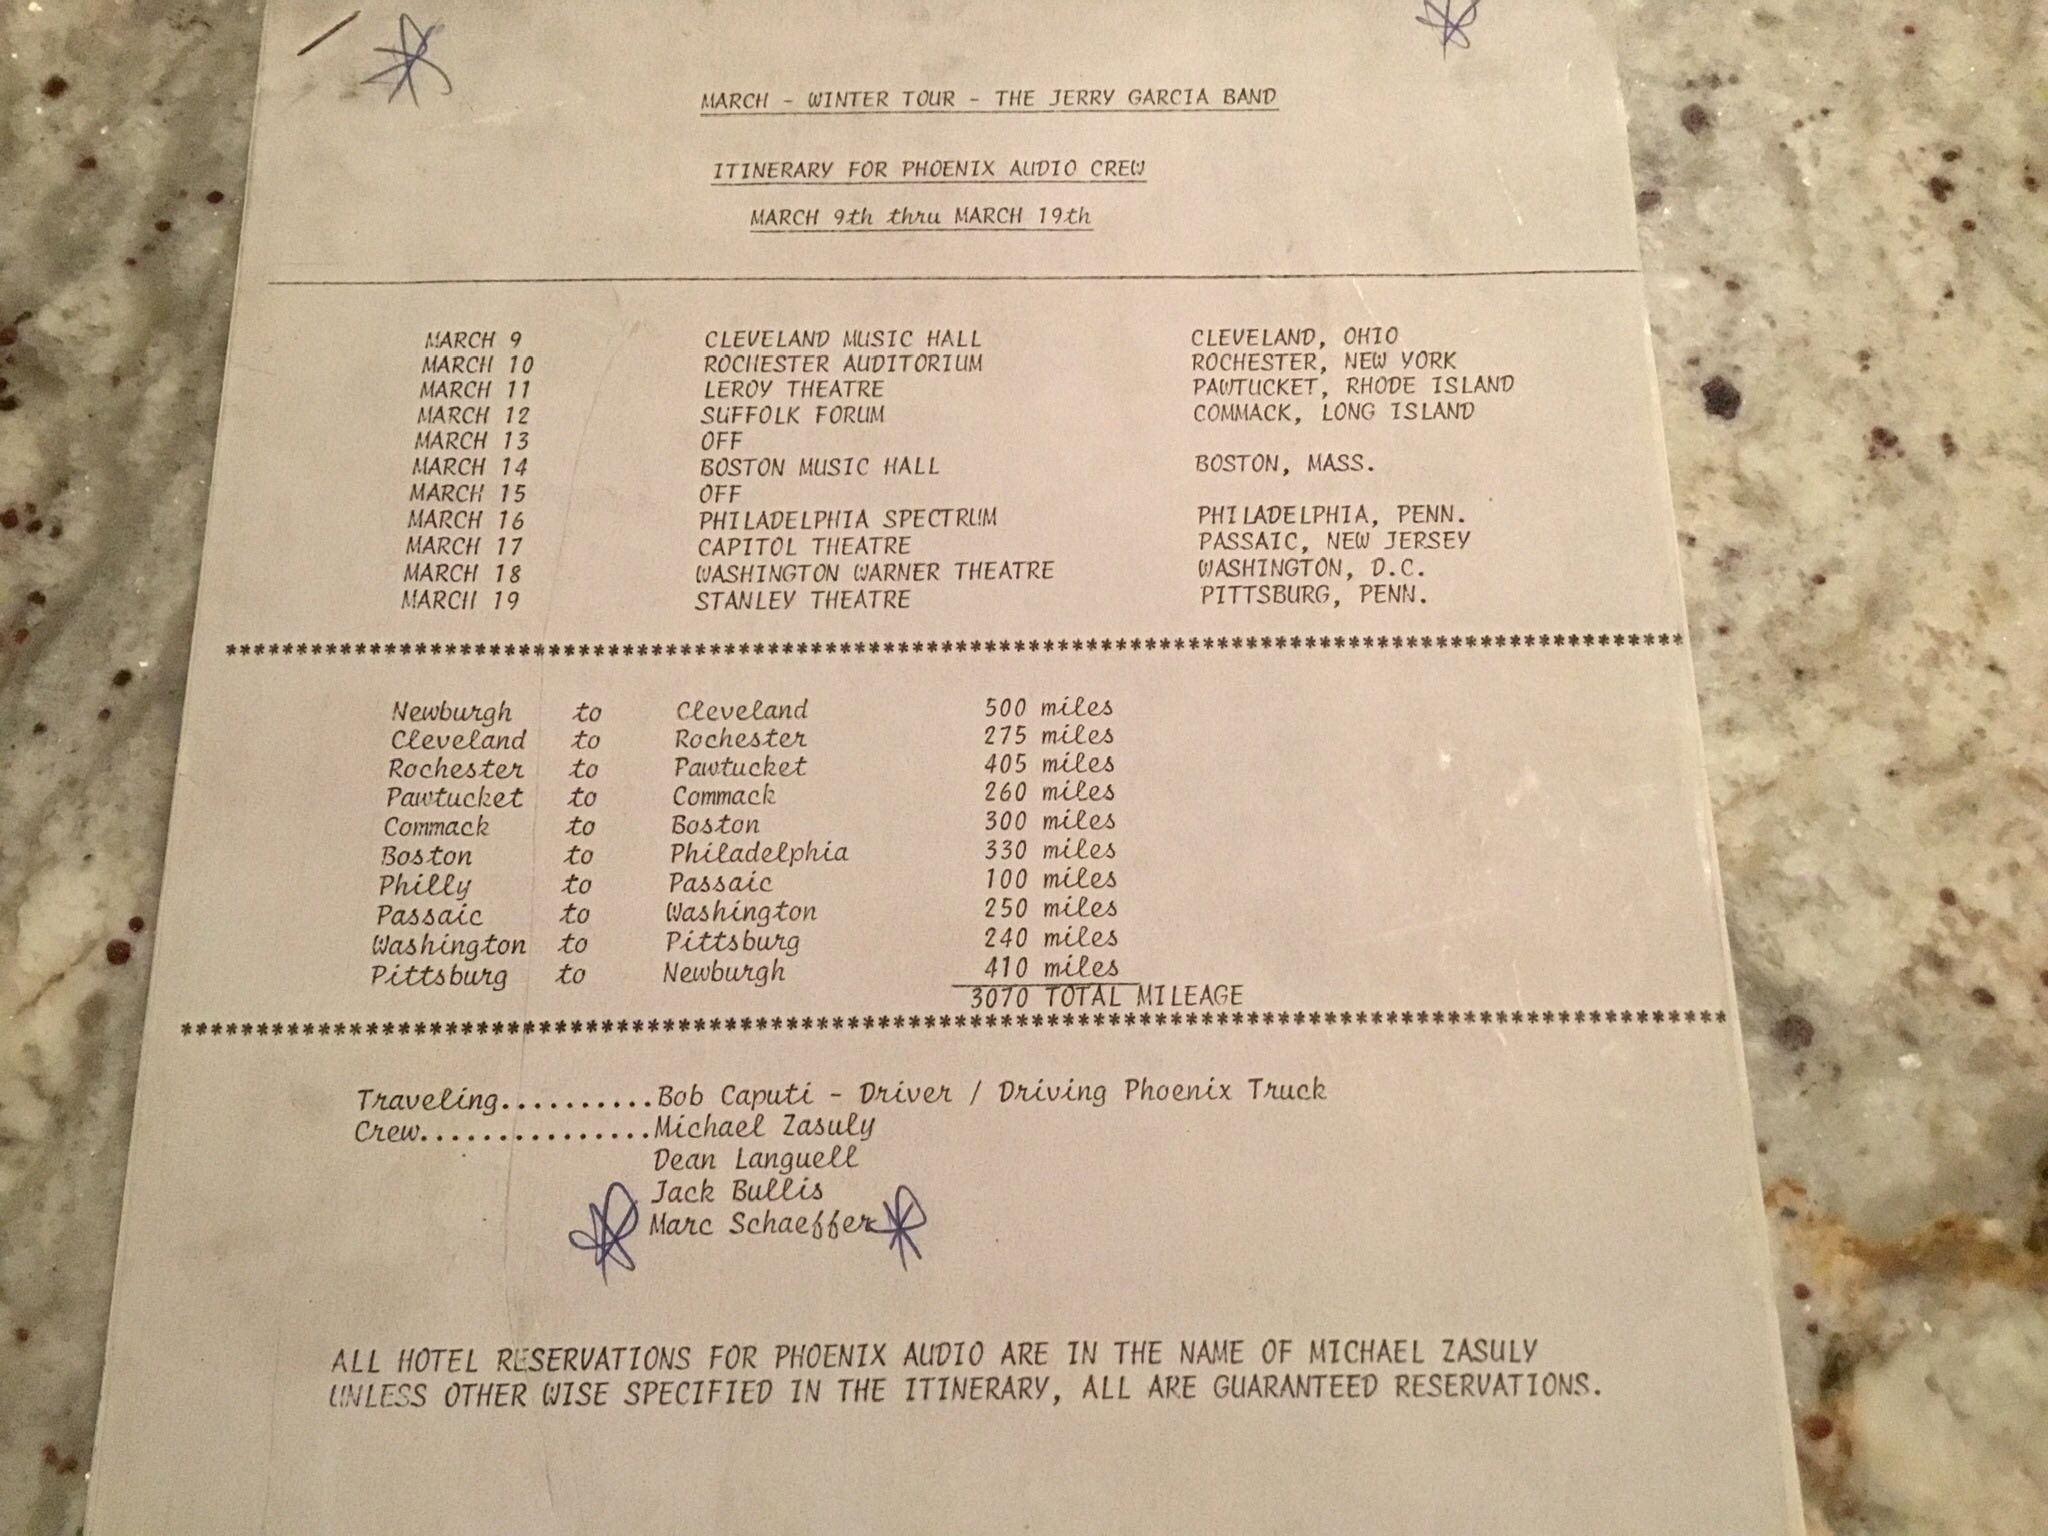 MARCH - WINTER TOUR - THE JERRY GARCIA BAND
ITINERARY FOR PHOENIX AUDIO CREW
MARCH 9th thru MARCH 19th
MARCH 9 CLEVELAND MUSIC HALL CLEVELAND, OHIO
MARCH 10 ROCHESTER AUDITORIUM ROCHESTER, NEW YORK
MARCH 11 LEROY THEATRE PAWTUCKET, RHODE ISLAND
MARCH 12 SUFFOLK FORUM COMMACK, LONG ISLAND
MARCH 13 OFF
MARCH 14 BOSTON MUSIC HALL BOSTON, MASS.
MARCH 15 OFF
MARCH 16 PHILADELPHIA SPECTRUM PHILADELPHIA, PENN.
MARCH 17 CAPITOL THEATRE PASSAIC, NEW JERSEY
MARCH 18 WASHINGTON WARNER THEATRE WASHINGTON, D.C.
MARCH 19 STANLEY THEATRE PITTSBURG, PENN.
Newburgh to Cleveland 500 miles
Cleveland to Rochester 275 miles
Rochester to Pawtucket 405 miles
Pawtucket to Commack 260 miles
Commack to Boston 300 miles
Boston to Philadelphia 330 miles
Philly to Passaic 100 miles
Passaic to Washington 250 miles
Washington to Pittsburg 240 miles
Pittsburg to Newburgh 410 miles
3070 TOTAL MILEAGE
Traveling..........Bob Caputi - Driver / Driving Phoenix Truck
Crew...............Michael Zasuly
Dean Languell
Jack Bullis
Marc Schaeffer
ALL HOTEL RESERVATIONS FOR PHOENIX AUDIO ARE IN THE NAME OF MICHAEL ZASULY
UNLESS OTHER WISE SPECIFIED IN THE ITINERARY, ALL ARE GUARANTEED RESERVATIONS.